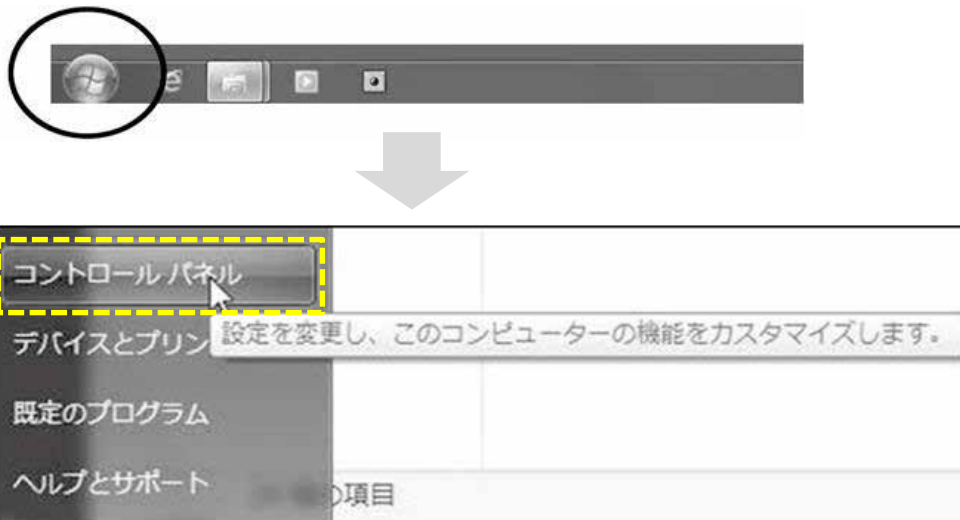 コントロール パネル
設定を変更し、このコンピューターの機能をカスタマイズします。
デバイスとプリン
既定のプログラム
ヘルプとサポート
の項目